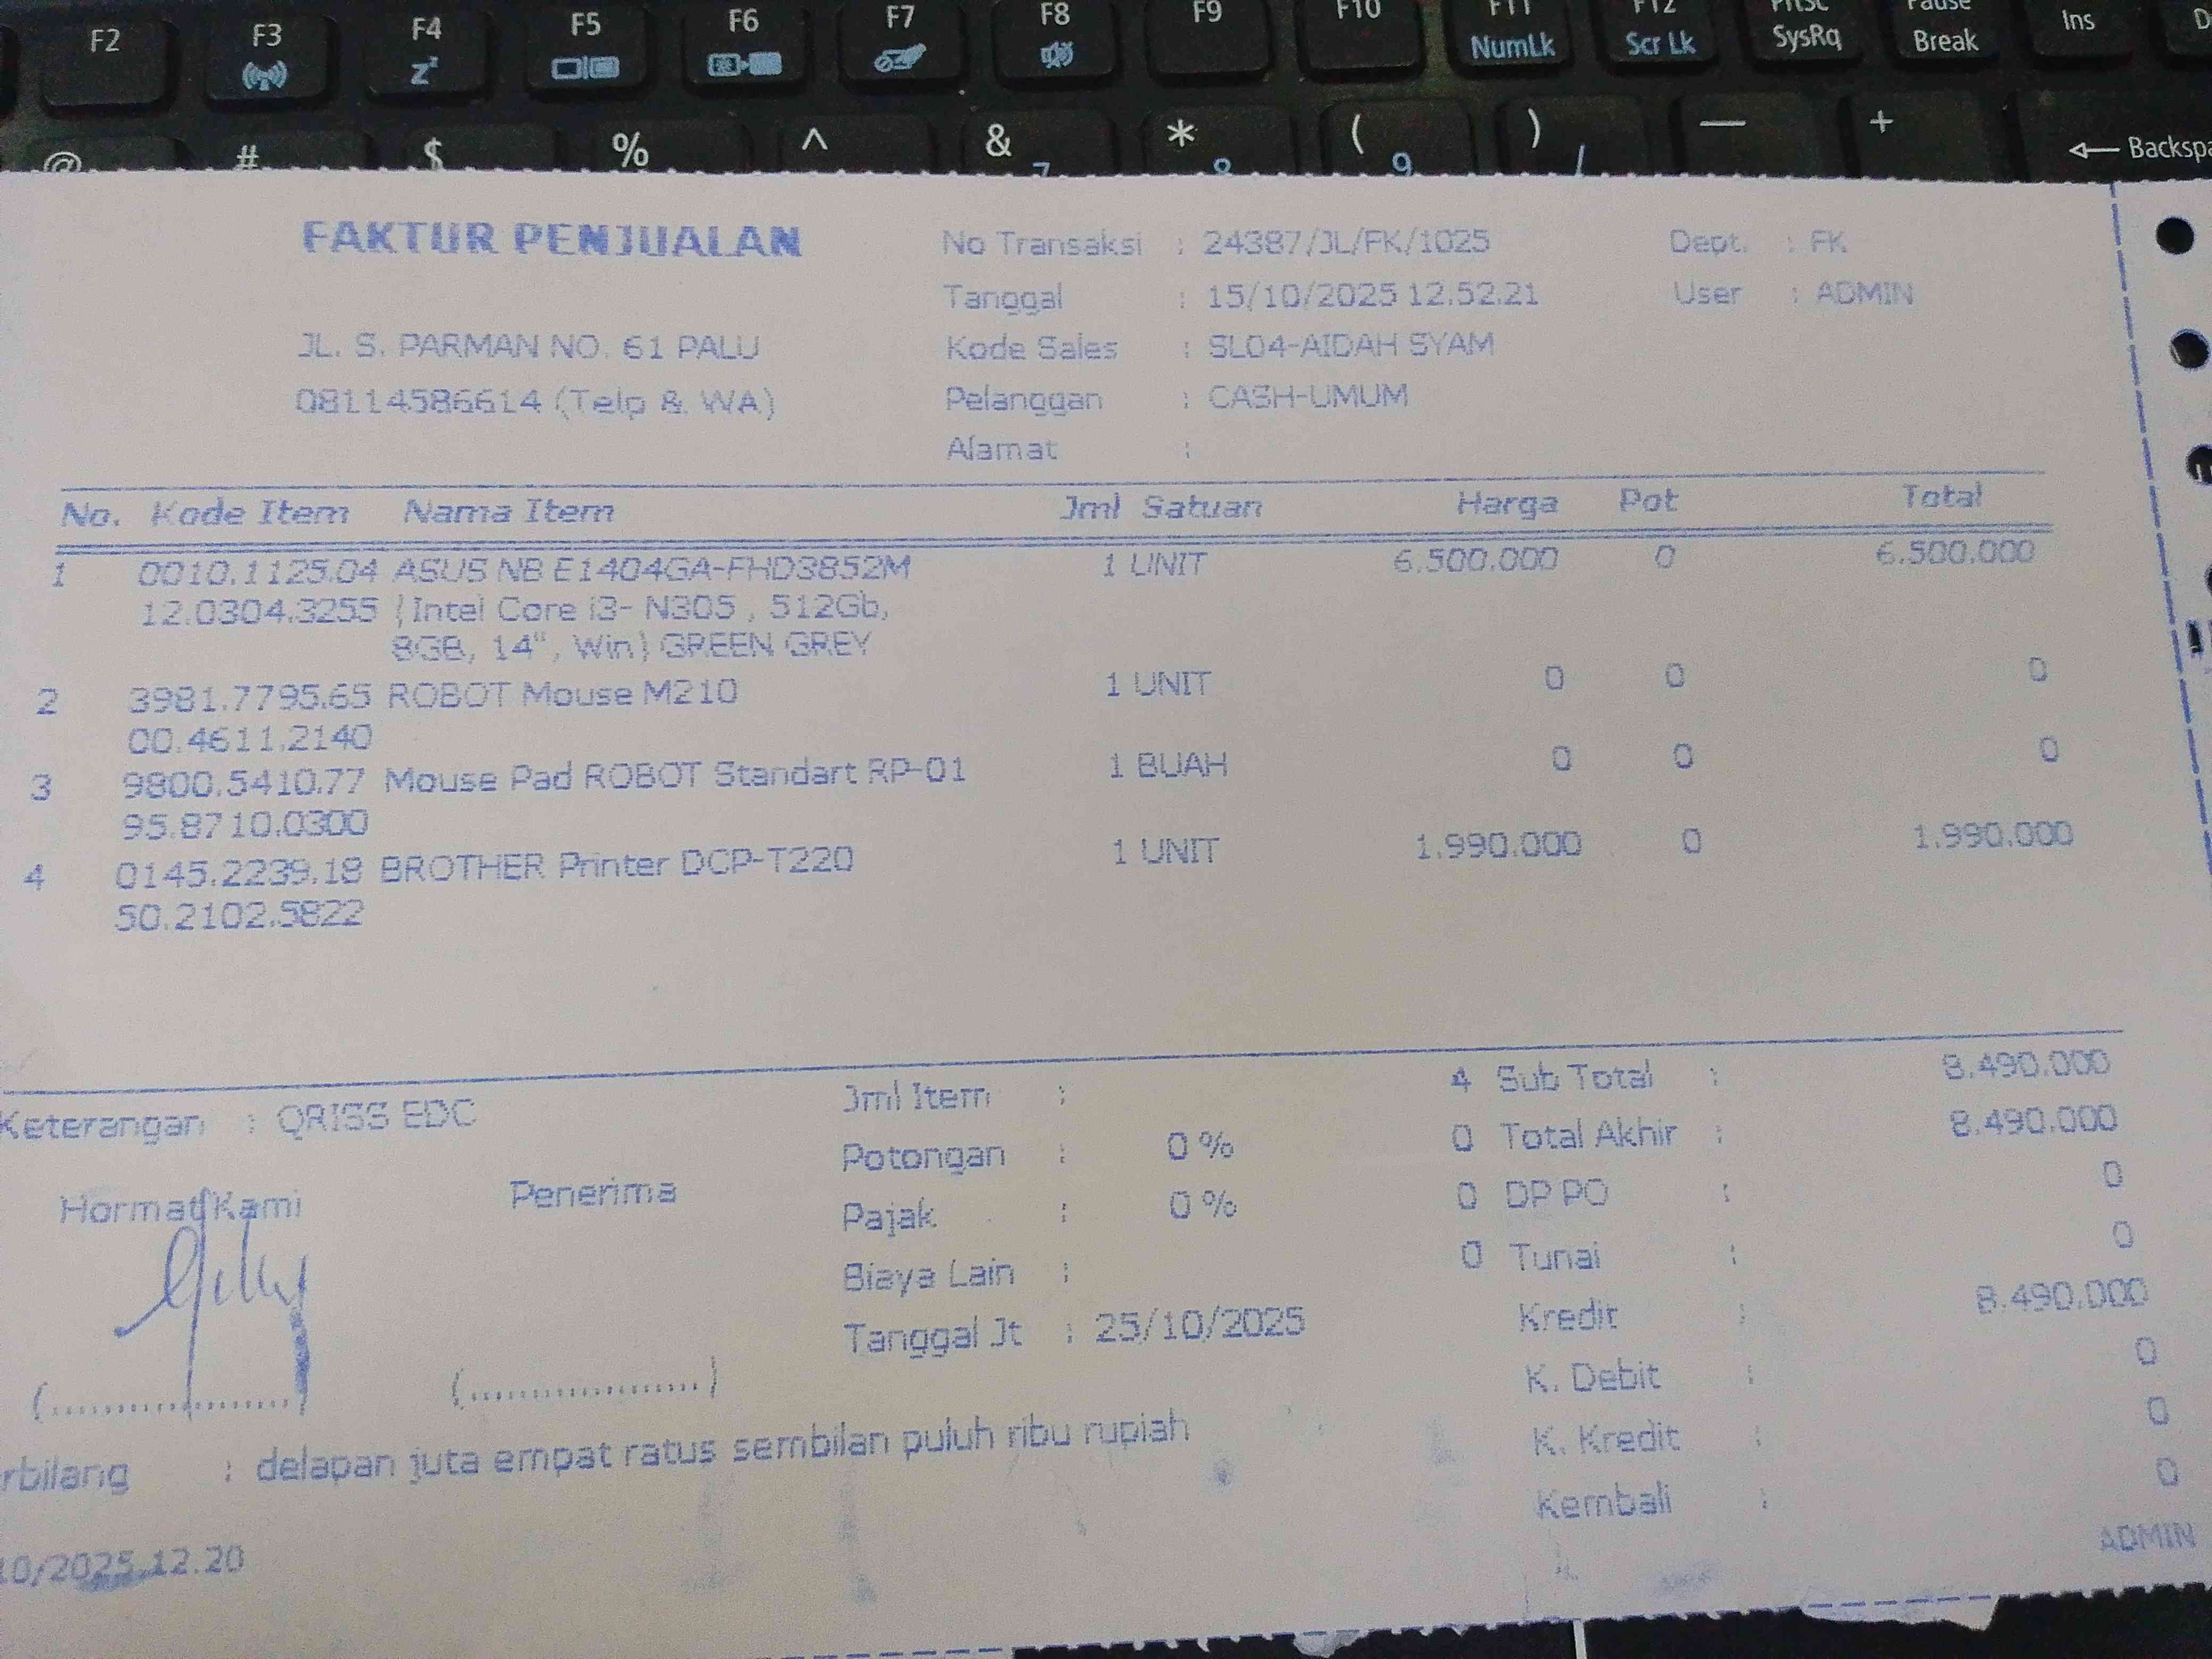 F2 F3 F4 F5 F6 F7 F8 F9 F10 F11 F12 PrtSc Pause Ins
z NumLk Scr Lk SysRq Break
@ # $ % ^ & * ( ) — +
7 8 9 / ← Backspa
FAKTUR PENJUALAN
No Transaksi : 24387/JL/FK/1025 Dept. : FK
Tanggal : 15/10/2025 12.52.21 User : ADMIN
JL. S. PARMAN NO. 61 PALU Kode Sales : SL04-AIDAH SYAM
08114586614 (Telp & WA) Pelanggan : CASH-UMUM
Alamat :
No. Kode Item Nama Item Jml Satuan Harga Pot Total
1 0010.1125.04 ASUS NB E1404GA-FHD3852M 1 UNIT 6.500.000 0 6.500.000
12.0304.3255 (Intel Core i3- N305 , 512Gb,
8GB, 14", Win) GREEN GREY
2 3981.7795.65 ROBOT Mouse M210 1 UNIT 0 0 0
00.4611.2140
3 9800.5410.77 Mouse Pad ROBOT Standart RP-01 1 BUAH 0 0 0
95.8710.0300
4 0145.2239.18 BROTHER Printer DCP-T220 1 UNIT 1.990.000 0 1.990.000
50.2102.5822
Keterangan : QRISS EDC Jml Item : 4 Sub Total : 8.490.000
Potongan : 0 % 0 Total Akhir : 8.490.000
Hormat Kami Penerima Pajak : 0 % 0 DP PO : 0
Biaya Lain : 0 Tunai : 0
Tanggal Jt : 25/10/2025 Kredit : 8.490.000
(....................) (....................) K. Debit : 0
rbilang : delapan juta empat ratus sembilan puluh ribu rupiah K. Kredit : 0
Kembali : 0
10/2025 12.20 ADMIN